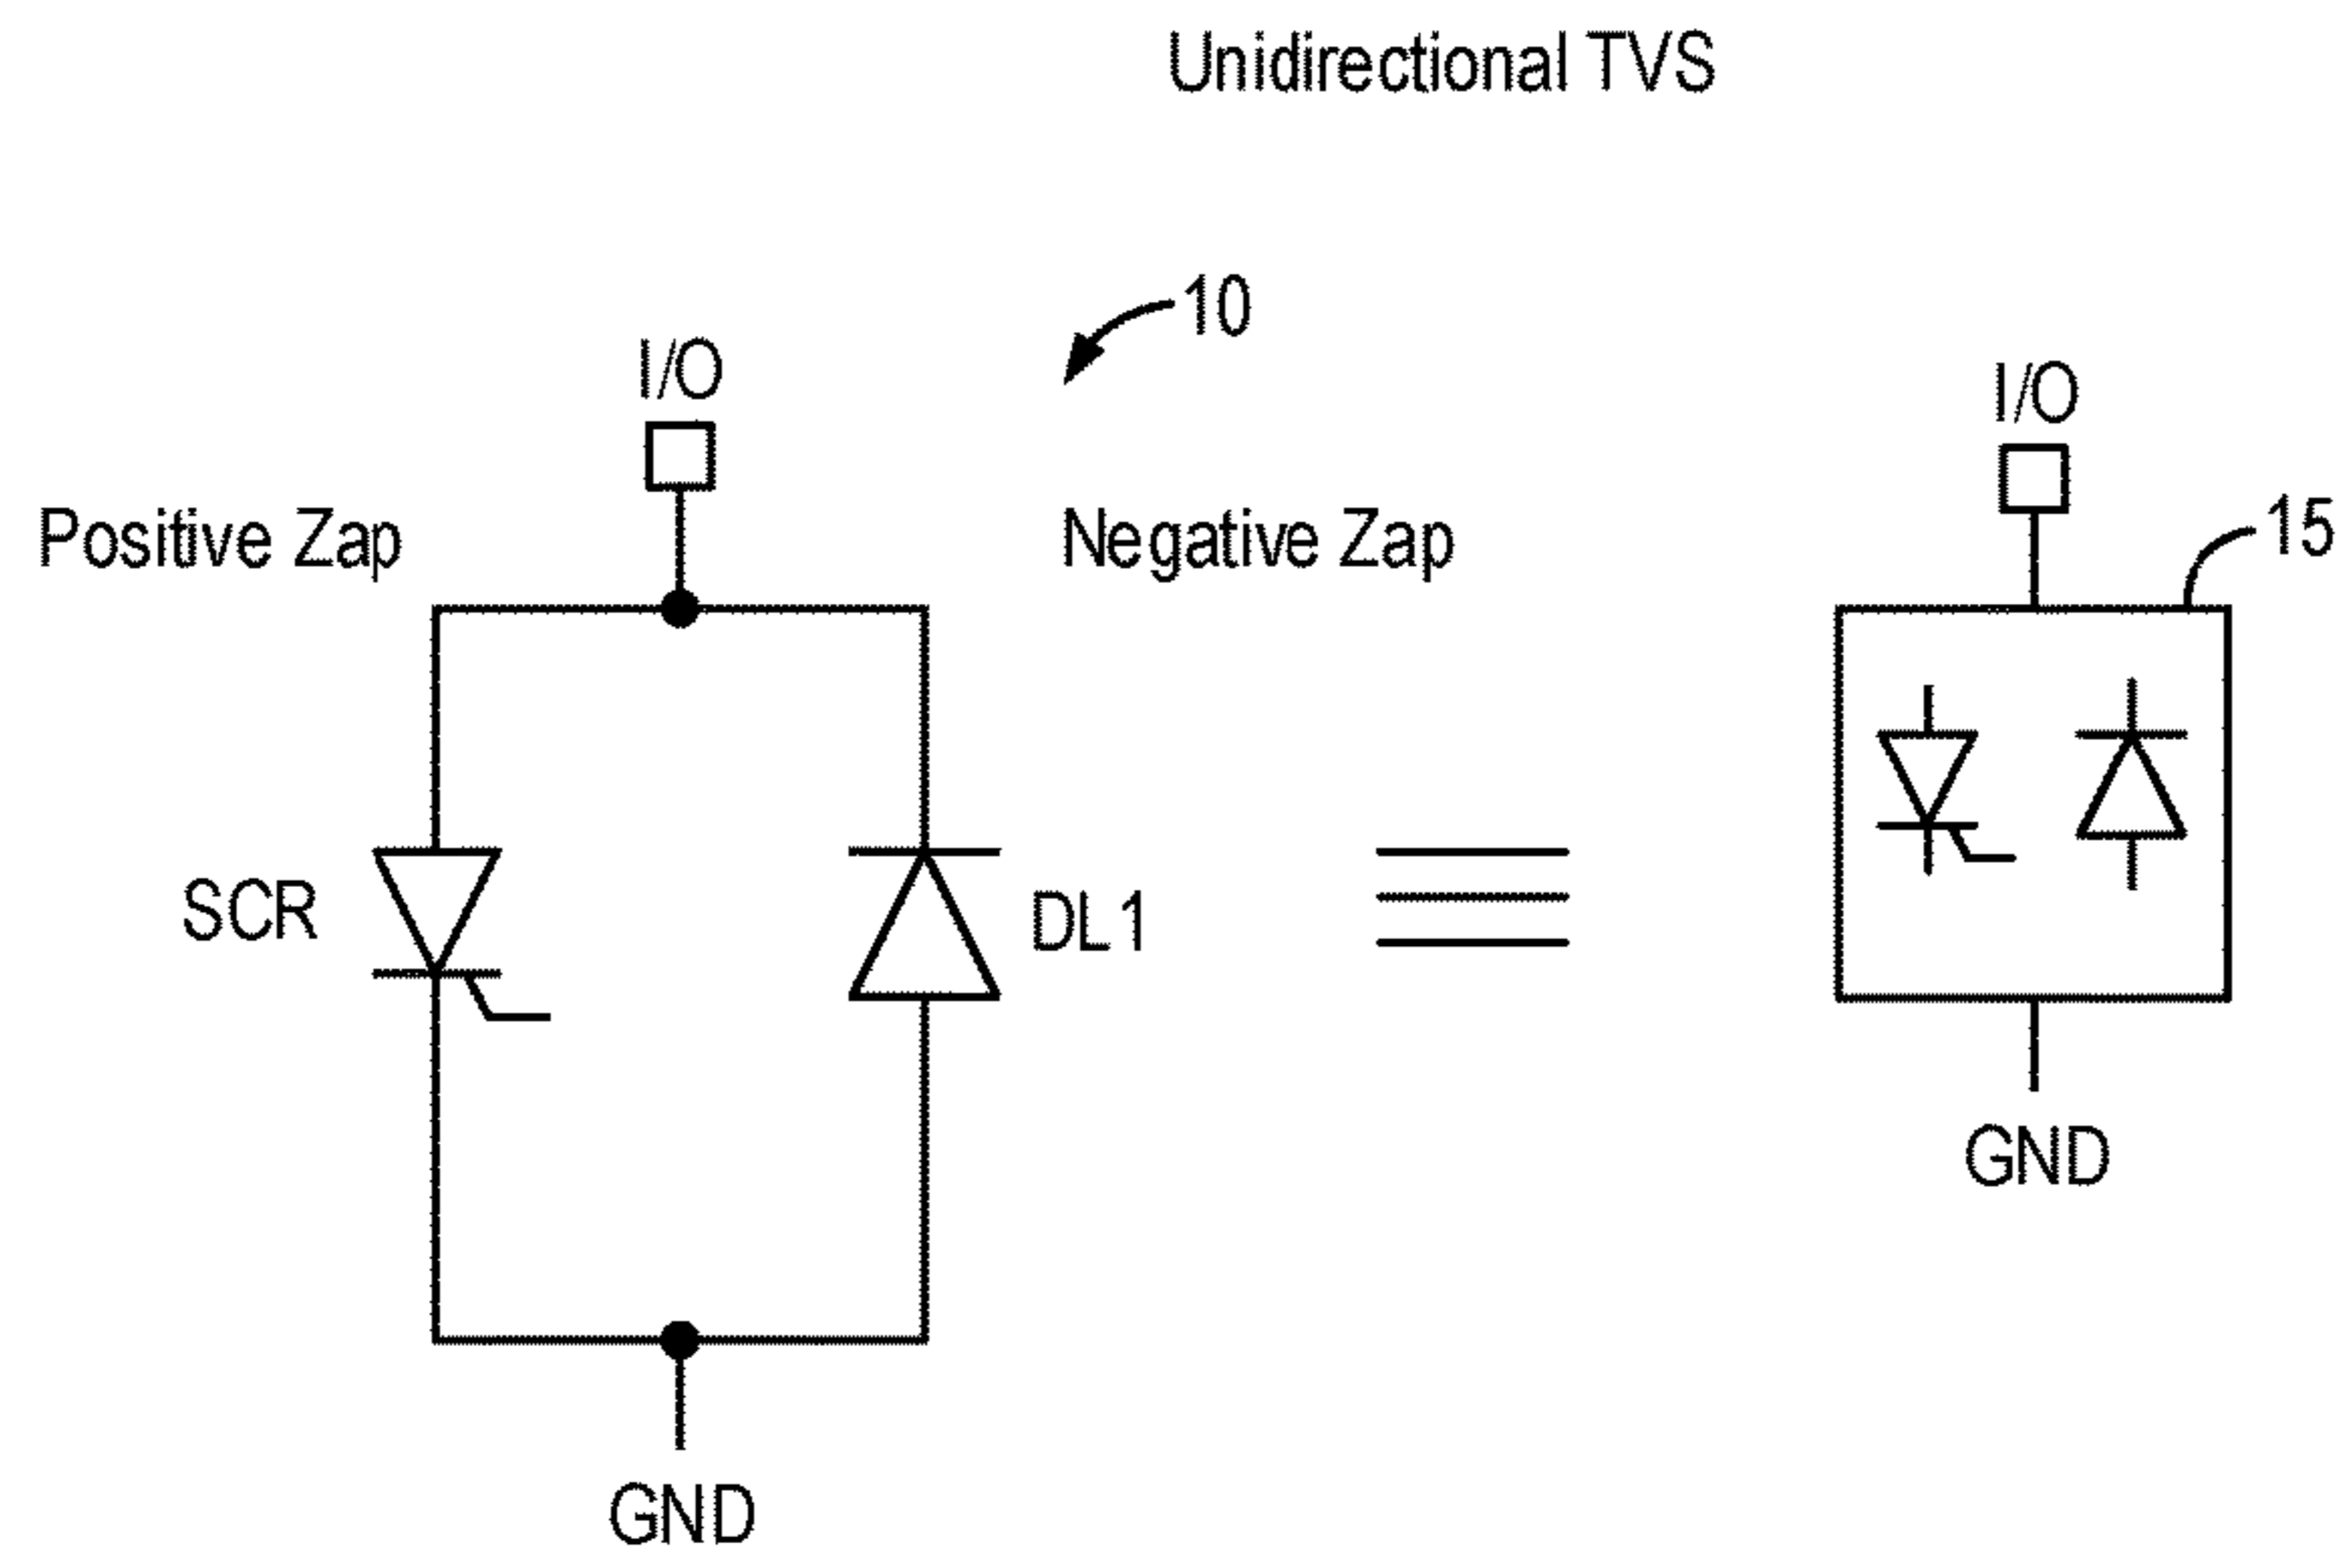 Unidirectional TVS
10
I/O
I/O
Positive Zap
Negative Zap
15
SCR
DL1
GND
GND